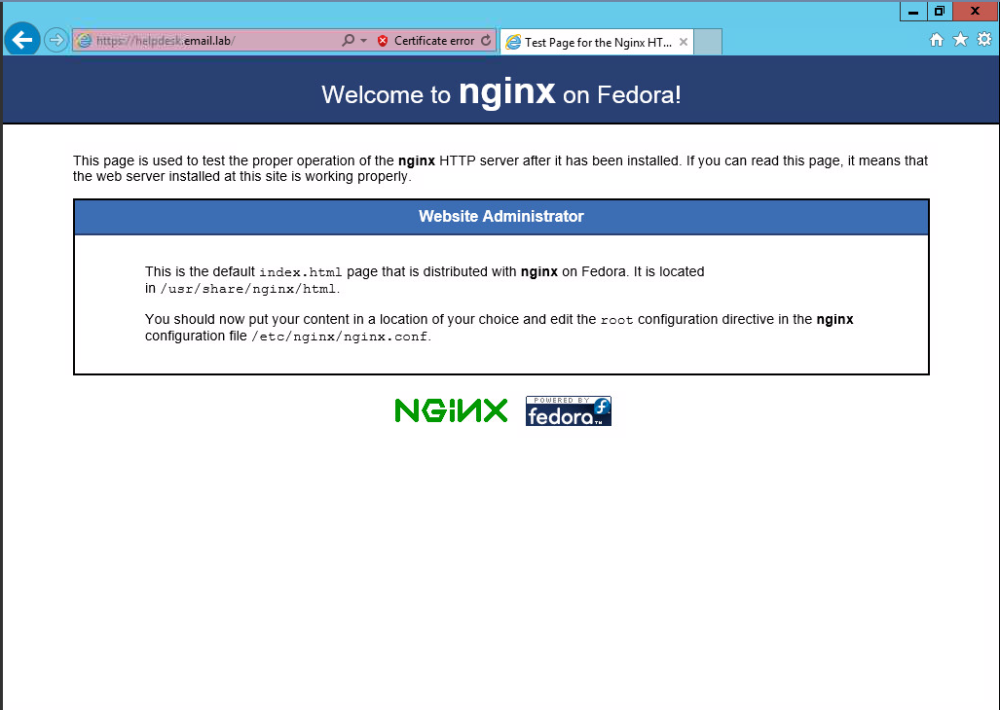 https://helpdesk.email.lab/
Certificate error
Test Page for the Nginx HT...
Welcome to nginx on Fedora!
This page is used to test the proper operation of the nginx HTTP server after it has been installed. If you can read this page, it means that
the web server installed at this site is working properly.
Website Administrator
This is the default index.html page that is distributed with nginx on Fedora. It is located
in /usr/share/nginx/html.
You should now put your content in a location of your choice and edit the root configuration directive in the nginx
configuration file /etc/nginx/nginx.conf.
NGINX
POWERED BY
fedora™